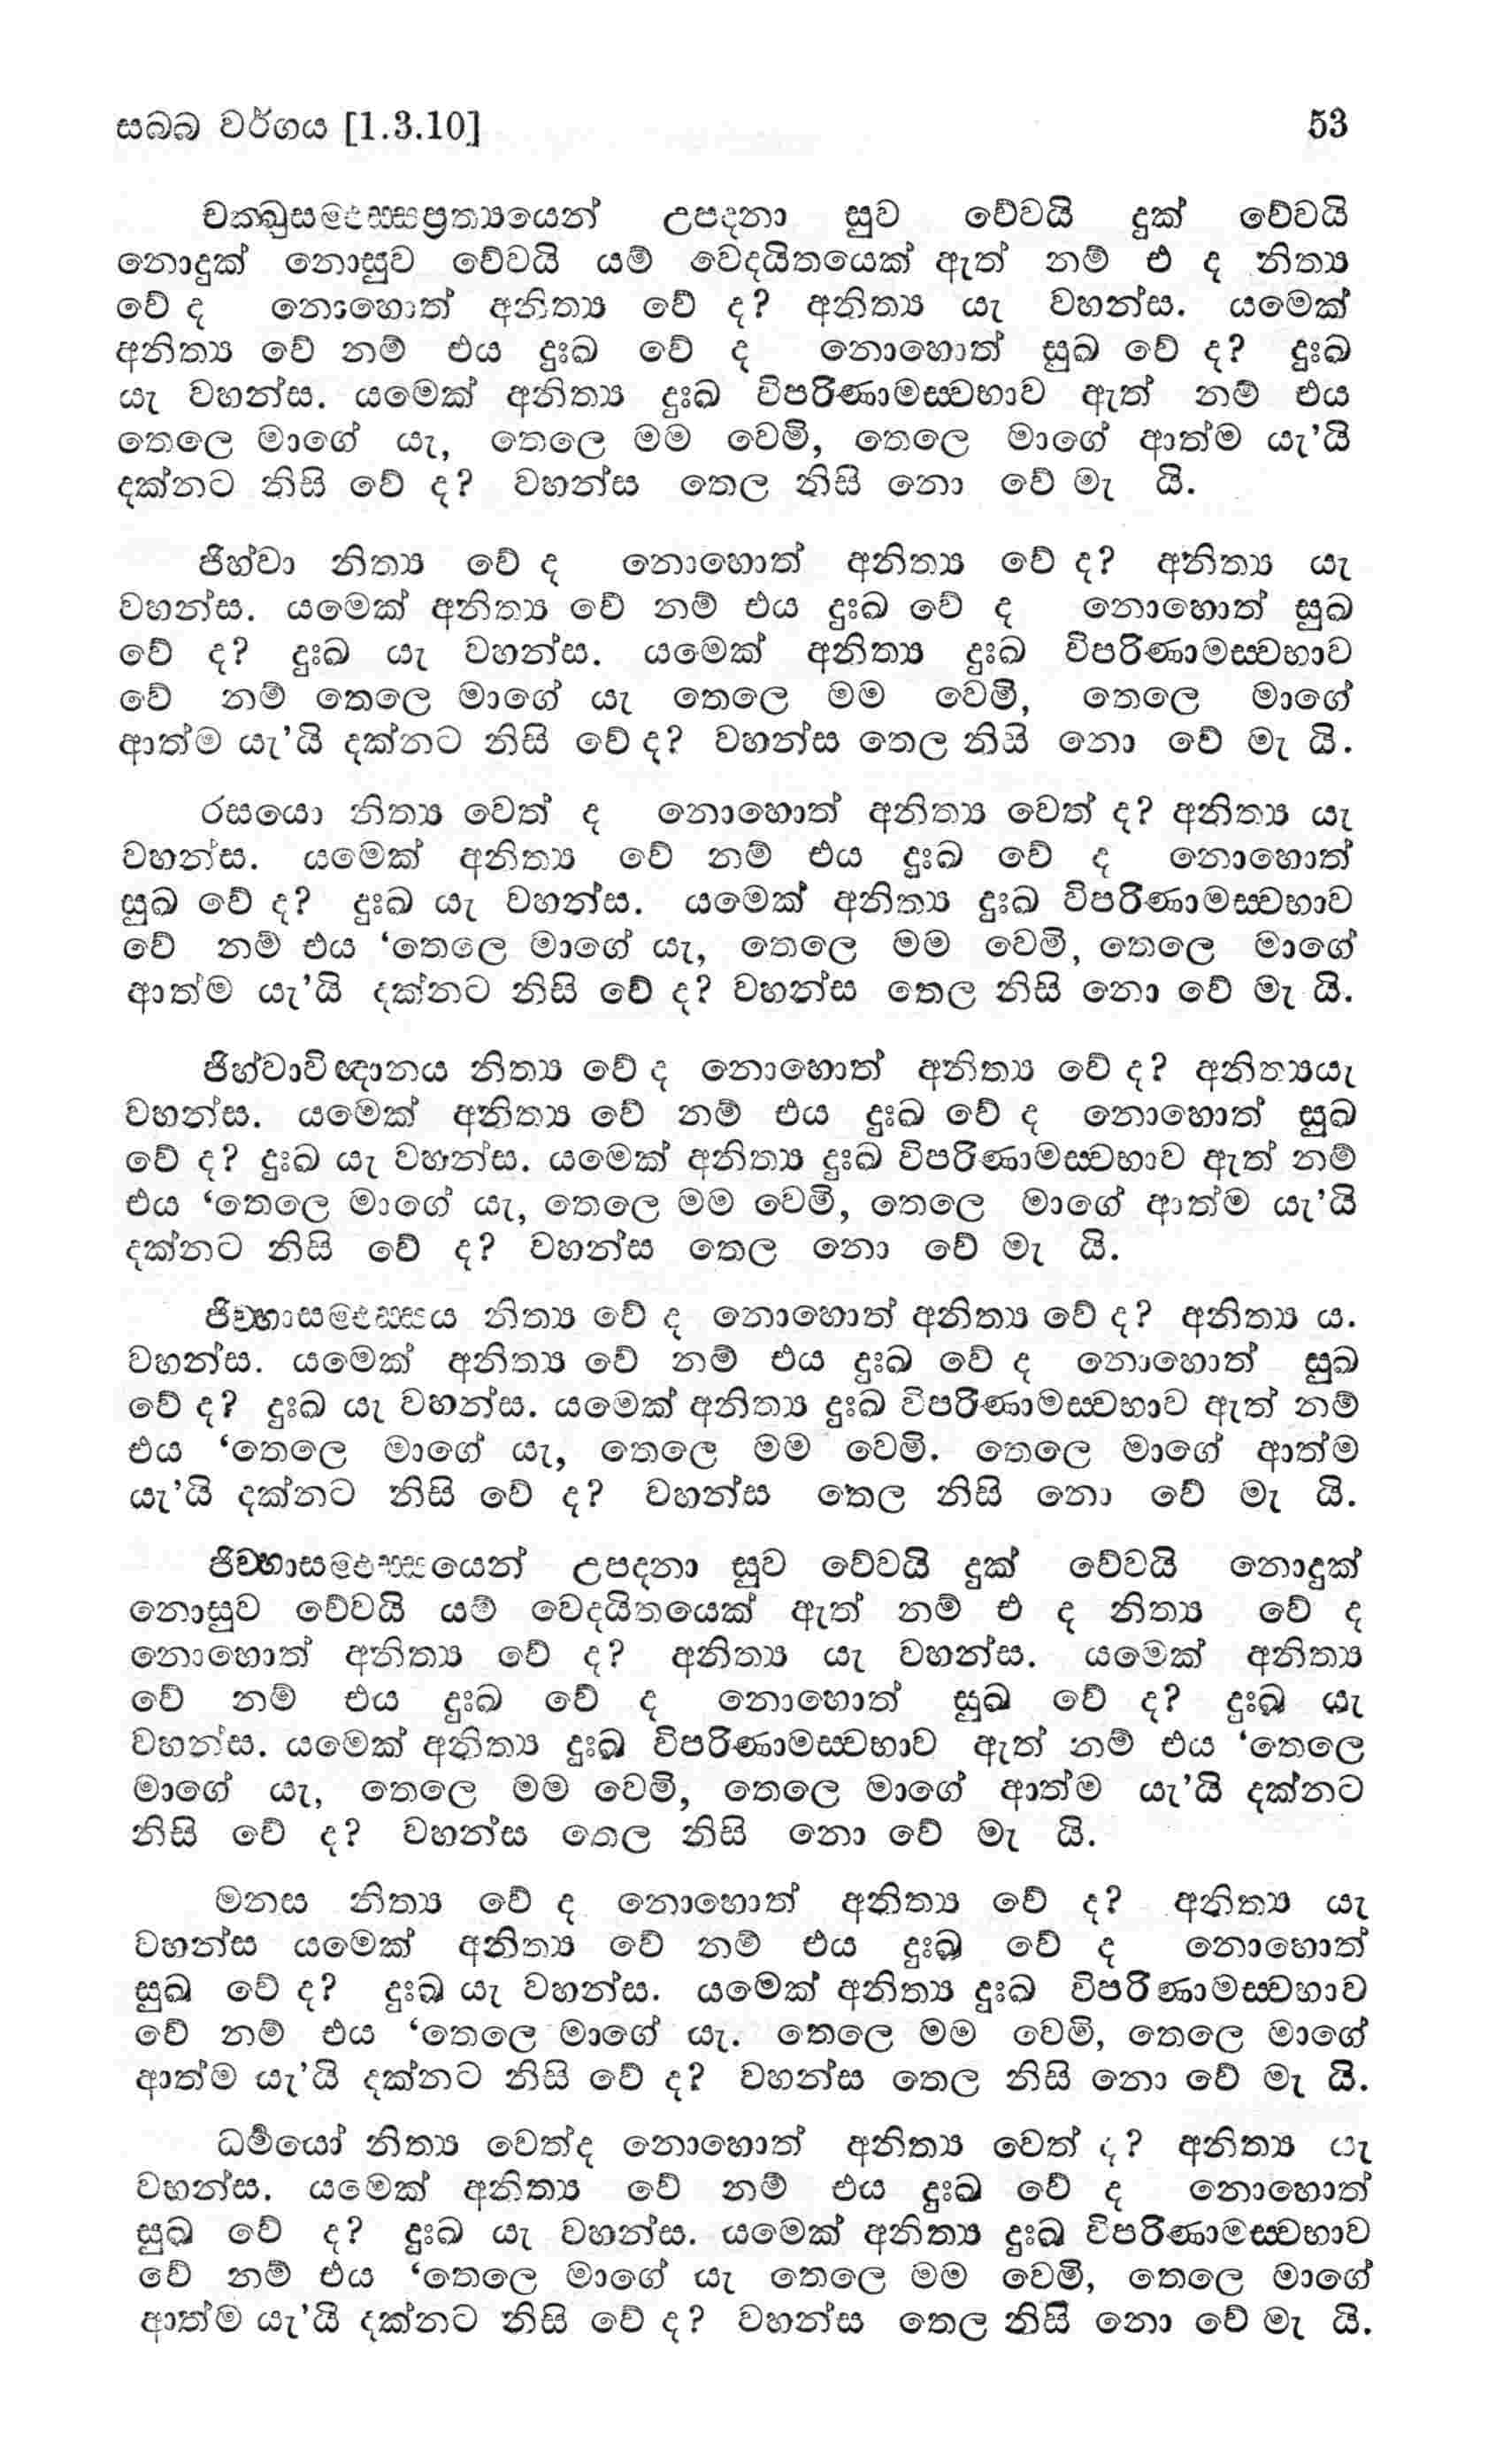 සබ්බ වර්ගය [1.3.10] 53
චක්ඛුසම්ඵස්සප්‍රත්‍යයෙන් උපදනා සුව වේවයි දුක් වේවයි
නොදුක් නොසුව වේවයි යම් වෙදයිතයෙක් ඇත් නම් එ ද නිත්‍ය
වේ ද නොහොත් අනිත්‍ය වේ ද? අනිත්‍ය යැ වහන්ස. යමෙක්
අනිත්‍ය වේ නම් එය දුඃඛ වේ ද නොහොත් සුඛ වේ ද? දුඃඛ
යැ වහන්ස. යමෙක් අනිත්‍ය දුඃඛ විපරිණාමස්වභාව ඇත් නම් එය
තෙලෙ මාගේ යැ, තෙලෙ මම වෙමි, තෙලෙ මාගේ ආත්ම යැ’යි
දක්නට නිසි වේ ද? වහන්ස තෙල නිසි නො වේ මැ යි.
ජිහ්වා නිත්‍ය වේ ද නොහොත් අනිත්‍ය වේ ද? අනිත්‍ය යැ
වහන්ස. යමෙක් අනිත්‍ය වේ නම් එය දුඃඛ වේ ද නොහොත් සුඛ
වේ ද? දුඃඛ යැ වහන්ස. යමෙක් අනිත්‍ය දුඃඛ විපරිණාමස්වභාව
වේ නම් තෙලෙ මාගේ යැ තෙලෙ මම වෙමි, තෙලෙ මාගේ
ආත්ම යැ’යි දක්නට නිසි වේ ද? වහන්ස තෙල නිසි නො වේ මැ යි.
රසයො නිත්‍ය වෙත් ද නොහොත් අනිත්‍ය වෙත් ද? අනිත්‍ය යැ
වහන්ස. යමෙක් අනිත්‍ය වේ නම් එය දුඃඛ වේ ද නොහොත්
සුඛ වේ ද? දුඃඛ යැ වහන්ස. යමෙක් අනිත්‍ය දුඃඛ විපරිණාමස්වභාව
වේ නම් එය ‘තෙලෙ මාගේ යැ, තෙලෙ මම වෙමි, තෙලෙ මාගේ
ආත්ම යැ’යි දක්නට නිසි වේ ද? වහන්ස තෙල නිසි නො වේ මැ යි.
ජිහ්වාවිඥානය නිත්‍ය වේ ද නොහොත් අනිත්‍ය වේ ද? අනිත්‍යයැ
වහන්ස. යමෙක් අනිත්‍ය වේ නම් එය දුඃඛ වේ ද නොහොත් සුඛ
වේ ද? දුඃඛ යැ වහන්ස. යමෙක් අනිත්‍ය දුඃඛ විපරිණාමස්වභාව ඇත් නම්
එය ‘තෙලෙ මාගේ යැ, තෙලෙ මම වෙමි, තෙලෙ මාගේ ආත්ම යැ’යි
දක්නට නිසි වේ ද? වහන්ස තෙල නො වේ මැ යි.
ජිව්හාසම්ඵස්සය නිත්‍ය වේ ද නොහොත් අනිත්‍ය වේ ද? අනිත්‍ය ය.
වහන්ස. යමෙක් අනිත්‍ය වේ නම් එය දුඃඛ වේ ද නොහොත් සුඛ
වේ ද? දුඃඛ යැ වහන්ස. යමෙක් අනිත්‍ය දුඃඛ විපරිණාමස්වභාව ඇත් නම්
එය ‘තෙලෙ මාගේ යැ, තෙලෙ මම වෙමි. තෙලෙ මාගේ ආත්ම
යැ’යි දක්නට නිසි වේ ද? වහන්ස තෙල නිසි නො වේ මැ යි.
ජිව්හාසම්ඵස්සයෙන් උපදනා සුව වේවයි දුක් වේවයි නොදුක්
නොසුව වේවයි යම් වෙදයිතයෙක් ඇත් නම් එ ද නිත්‍ය වේ ද
නොහොත් අනිත්‍ය වේ ද? අනිත්‍ය යැ වහන්ස. යමෙක් අනිත්‍ය
වේ නම් එය දුඃඛ වේ ද නොහොත් සුඛ වේ ද? දුඃඛ යැ
වහන්ස. යමෙක් අනිත්‍ය දුඃඛ විපරිණාමස්වභාව ඇත් නම් එය ‘තෙලෙ
මාගේ යැ, තෙලෙ මම වෙමි, තෙලෙ මාගේ ආත්ම යැ’යි දක්නට
නිසි වේ ද? වහන්ස තෙල නිසි නො වේ මැ යි.
මනස නිත්‍ය වේ ද නොහොත් අනිත්‍ය වේ ද? අනිත්‍ය යැ
වහන්ස යමෙක් අනිත්‍ය වේ නම් එය දුඃඛ වේ ද නොහොත්
සුඛ වේ ද? දුඃඛ යැ වහන්ස. යමෙක් අනිත්‍ය දුඃඛ විපරිණාමස්වභාව
වේ නම් එය ‘තෙලෙ මාගේ යැ. තෙලෙ මම වෙමි, තෙලෙ මාගේ
ආත්ම යැ’යි දක්නට නිසි වේ ද? වහන්ස තෙල නිසි නො වේ මැ යි.
ධර්මයෝ නිත්‍ය වෙත්ද නොහොත් අනිත්‍ය වෙත් ද? අනිත්‍ය යැ
වහන්ස. යමෙක් අනිත්‍ය වේ නම් එය දුඃඛ වේ ද නොහොත්
සුඛ වේ ද? දුඃඛ යැ වහන්ස. යමෙක් අනිත්‍ය දුඃඛ විපරිණාමස්වභාව
වේ නම් එය ‘තෙලෙ මාගේ යැ තෙලෙ මම වෙමි, තෙලෙ මාගේ
ආත්ම යැ’යි දක්නට නිසි වේ ද? වහන්ස තෙල නිසි නො වේ මැ යි.